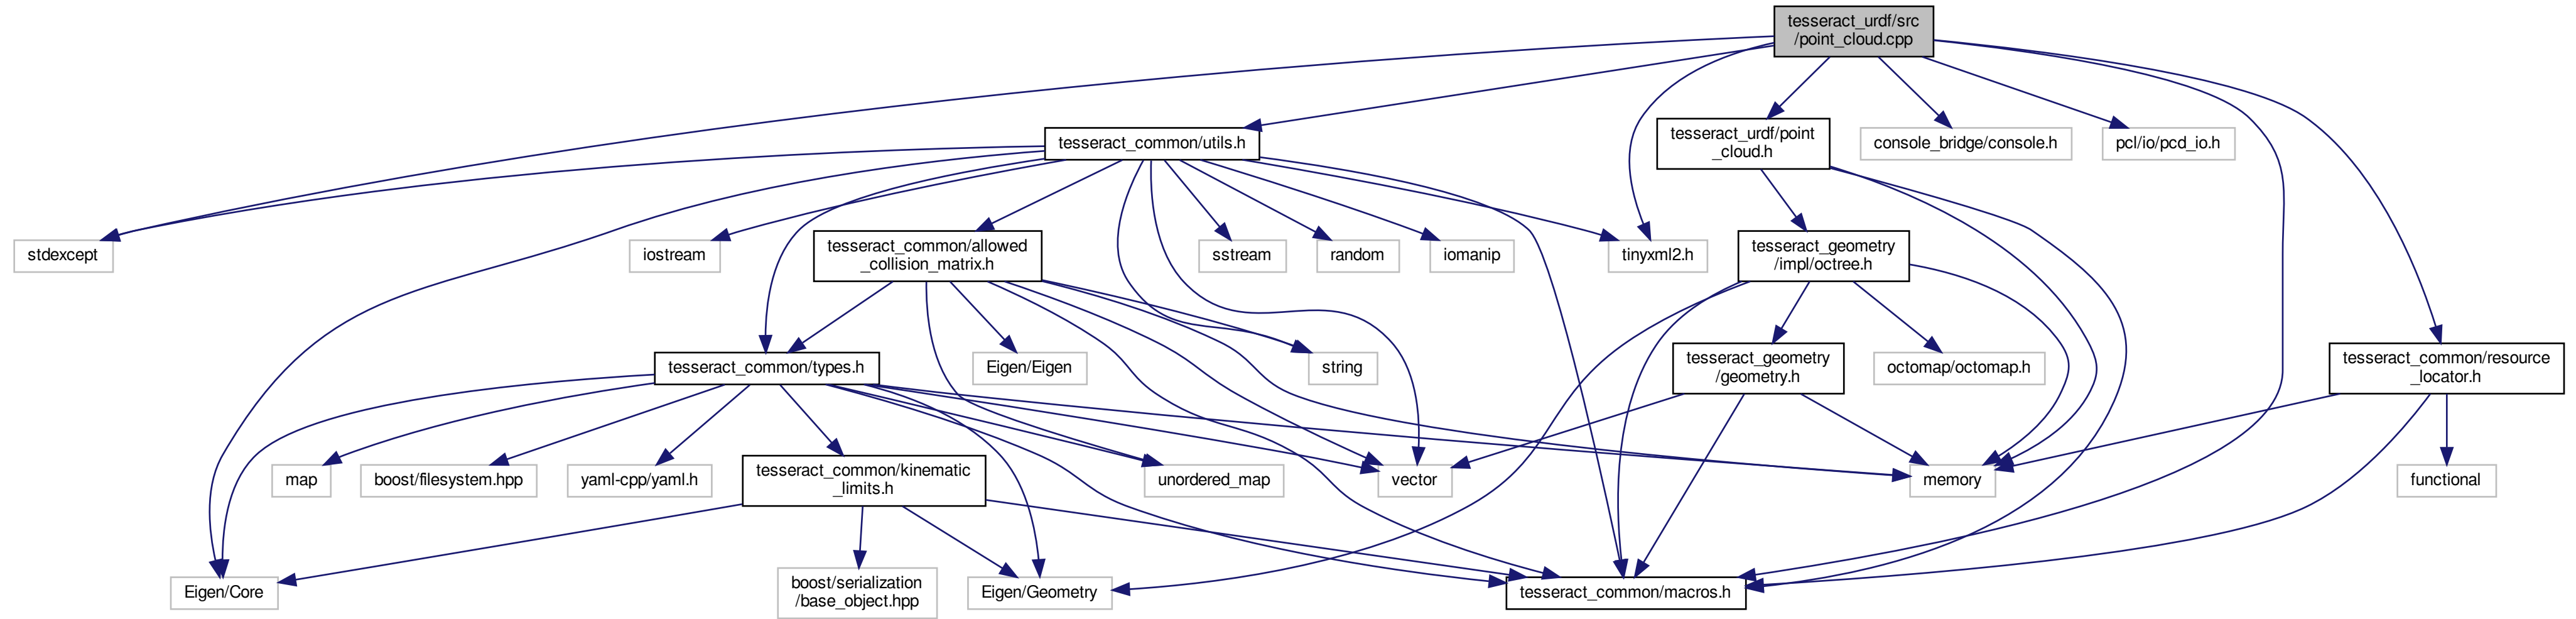 tesseract_urdf/src
/point_cloud.cpp
tesseract_common/utils.h
tesseract_urdf/point
_cloud.h
console_bridge/console.h
pcl/io/pcd_io.h
stdexcept
iostream
tesseract_common/allowed
_collision_matrix.h
sstream
random
iomanip
tinyxml2.h
tesseract_geometry
/impl/octree.h
tesseract_common/types.h
Eigen/Eigen
string
tesseract_geometry
/geometry.h
octomap/octomap.h
tesseract_common/resource
_locator.h
map
boost/filesystem.hpp
yaml-cpp/yaml.h
tesseract_common/kinematic
_limits.h
unordered_map
vector
memory
functional
Eigen/Core
boost/serialization
/base_object.hpp
Eigen/Geometry
tesseract_common/macros.h